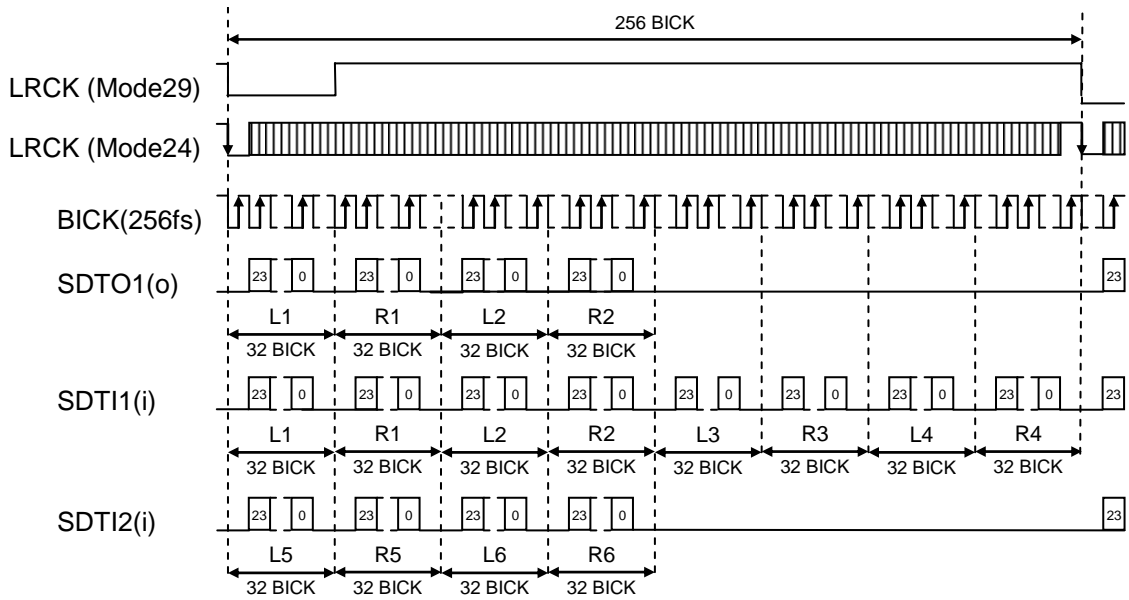 256 BICK
LRCK (Mode29)
LRCK (Mode24)
BICK(256fs)
SDTO1(o) 23 0 23 0 23 0 23 0 23
L1 R1 L2 R2
32 BICK 32 BICK 32 BICK 32 BICK
SDTI1(i) 23 0 23 0 23 0 23 0 23 0 23 0 23 0 23 0 23
L1 R1 L2 R2 L3 R3 L4 R4
32 BICK 32 BICK 32 BICK 32 BICK 32 BICK 32 BICK 32 BICK 32 BICK
SDTI2(i) 23 0 23 0 23 0 23 0 23
L5 R5 L6 R6
32 BICK 32 BICK 32 BICK 32 BICK